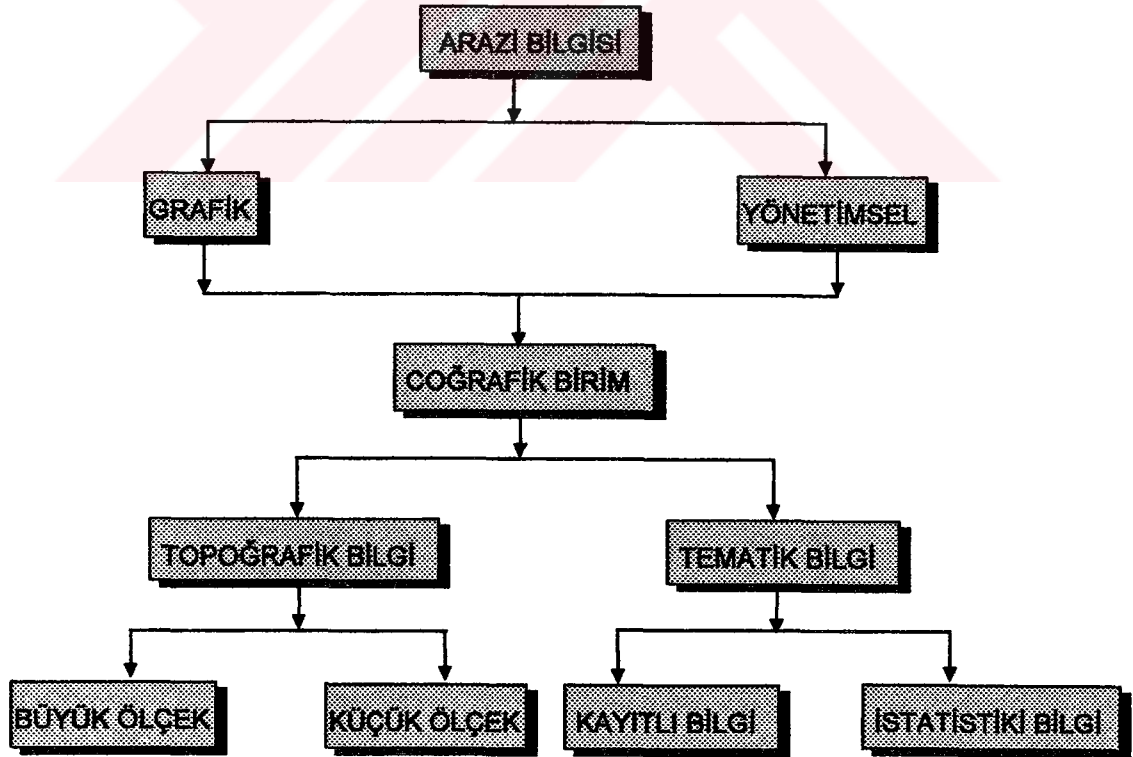 ARAZİ BİLGİSİ
GRAFİK
YÖNETİMSEL
COĞRAFİK BİRİM
TOPOĞRAFİK BİLGİ
TEMATİK BİLGİ
BÜYÜK ÖLÇEK
KÜÇÜK ÖLÇEK
KAYITLI BİLGİ
İSTATİSTİKİ BİLGİ